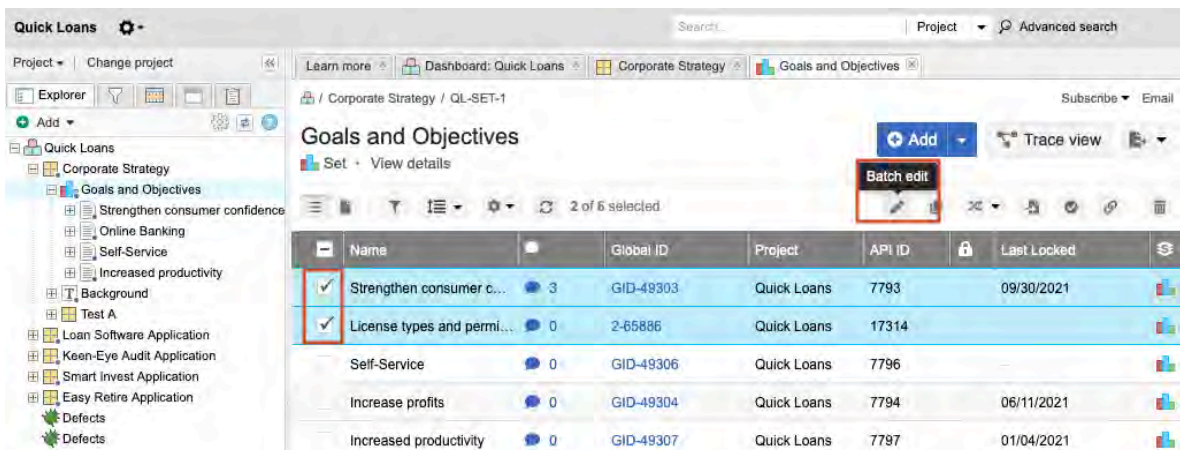 Quick Loans
Search...
Project
Advanced search
Project
Change project
Learn more
Dashboard: Quick Loans
Corporate Strategy
Goals and Objectives
Explorer
/ Corporate Strategy / QL-SET-1
Subscribe
Email
Add
Quick Loans
Corporate Strategy
Goals and Objectives
Strengthen consumer confidence
Online Banking
Self-Service
Increased productivity
Background
Test A
Loan Software Application
Keen-Eye Audit Application
Smart Invest Application
Easy Retire Application
Defects
Defects
Goals and Objectives
Set · View details
Add
Trace view
Batch edit
2 of 6 selected
Name Global ID Project API ID Last Locked
Strengthen consumer c... 3 GID-49303 Quick Loans 7793 09/30/2021
License types and permi... 0 2-65886 Quick Loans 17314
Self-Service 0 GID-49306 Quick Loans 7796
Increase profits 0 GID-49304 Quick Loans 7794 06/11/2021
Increased productivity 0 GID-49307 Quick Loans 7797 01/04/2021